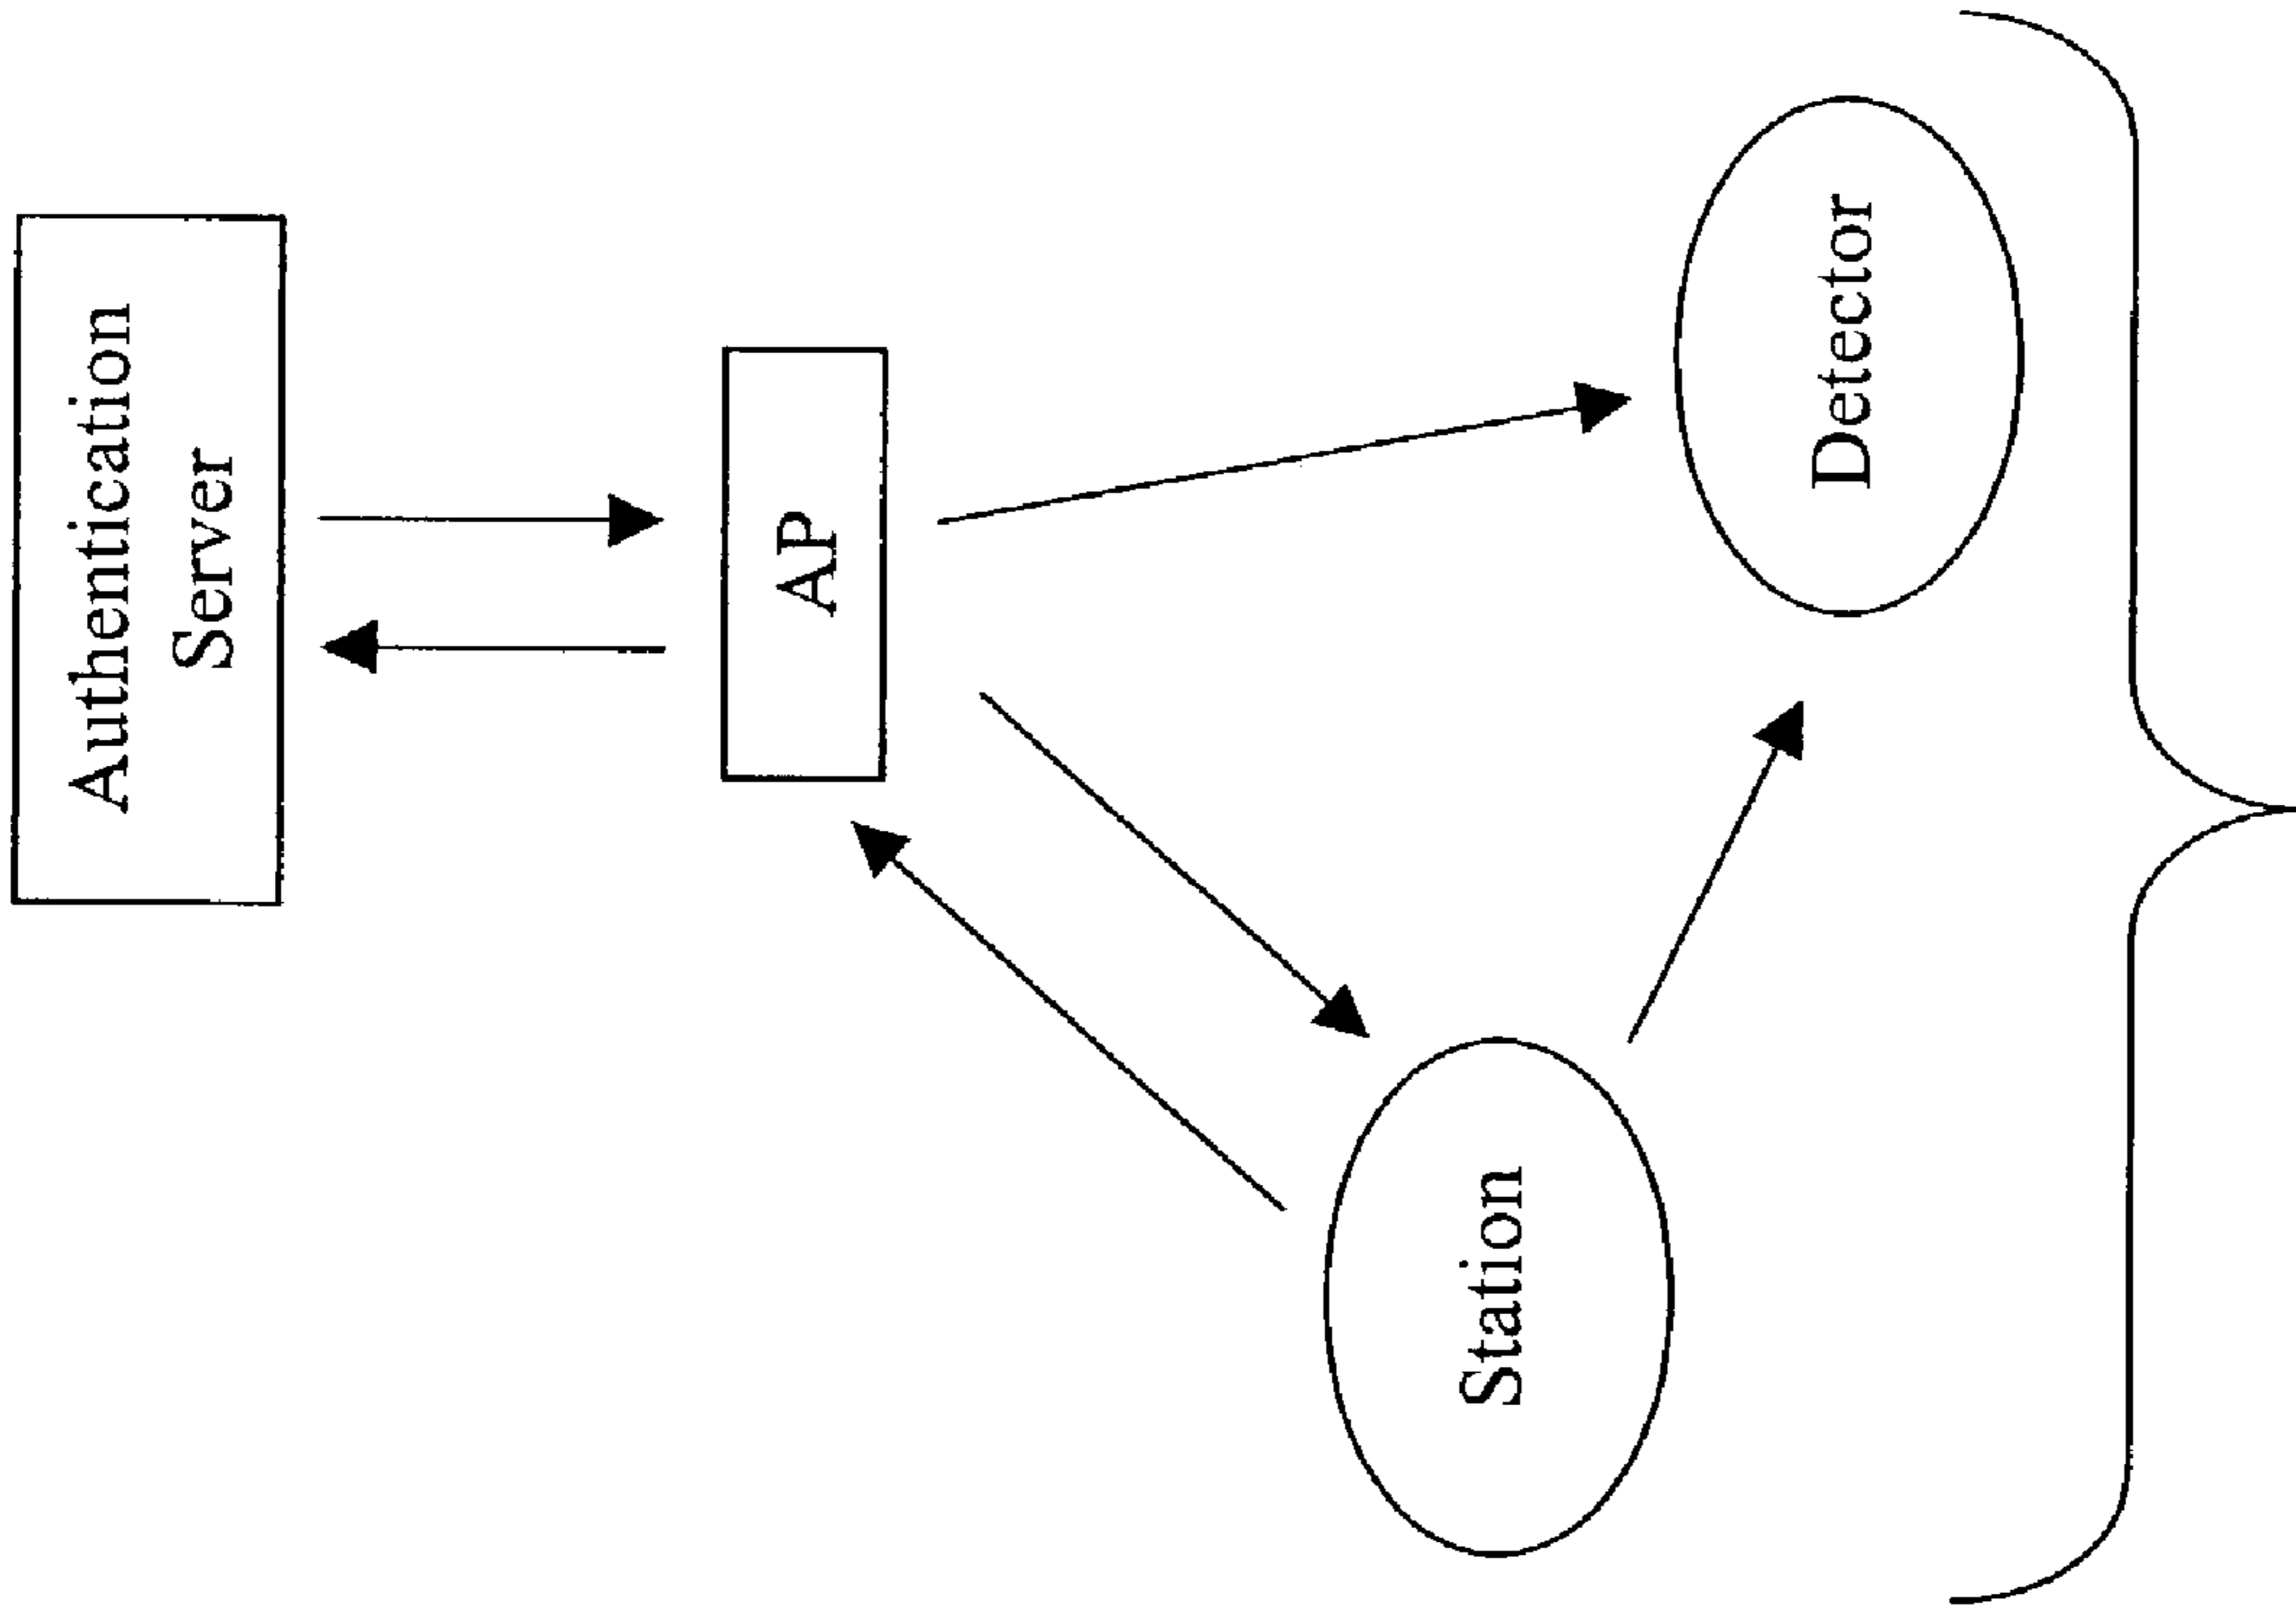 Authentication
Server
AP
Station
Detector